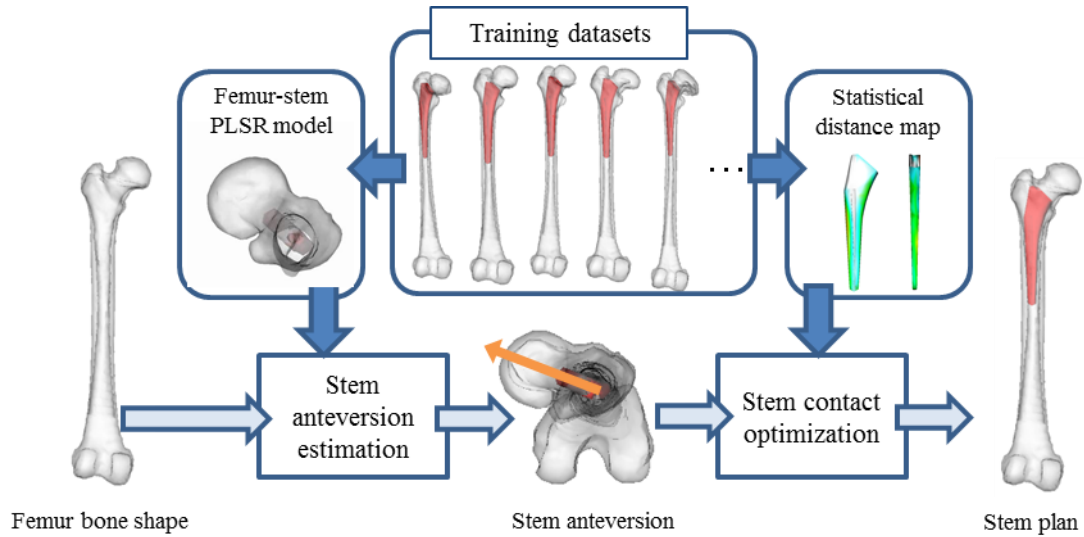 Training datasets
Femur-stem
PLSR model
Statistical
distance map
...
Stem
anteversion
estimation
Stem contact
optimization
Femur bone shape
Stem anteversion
Stem plan